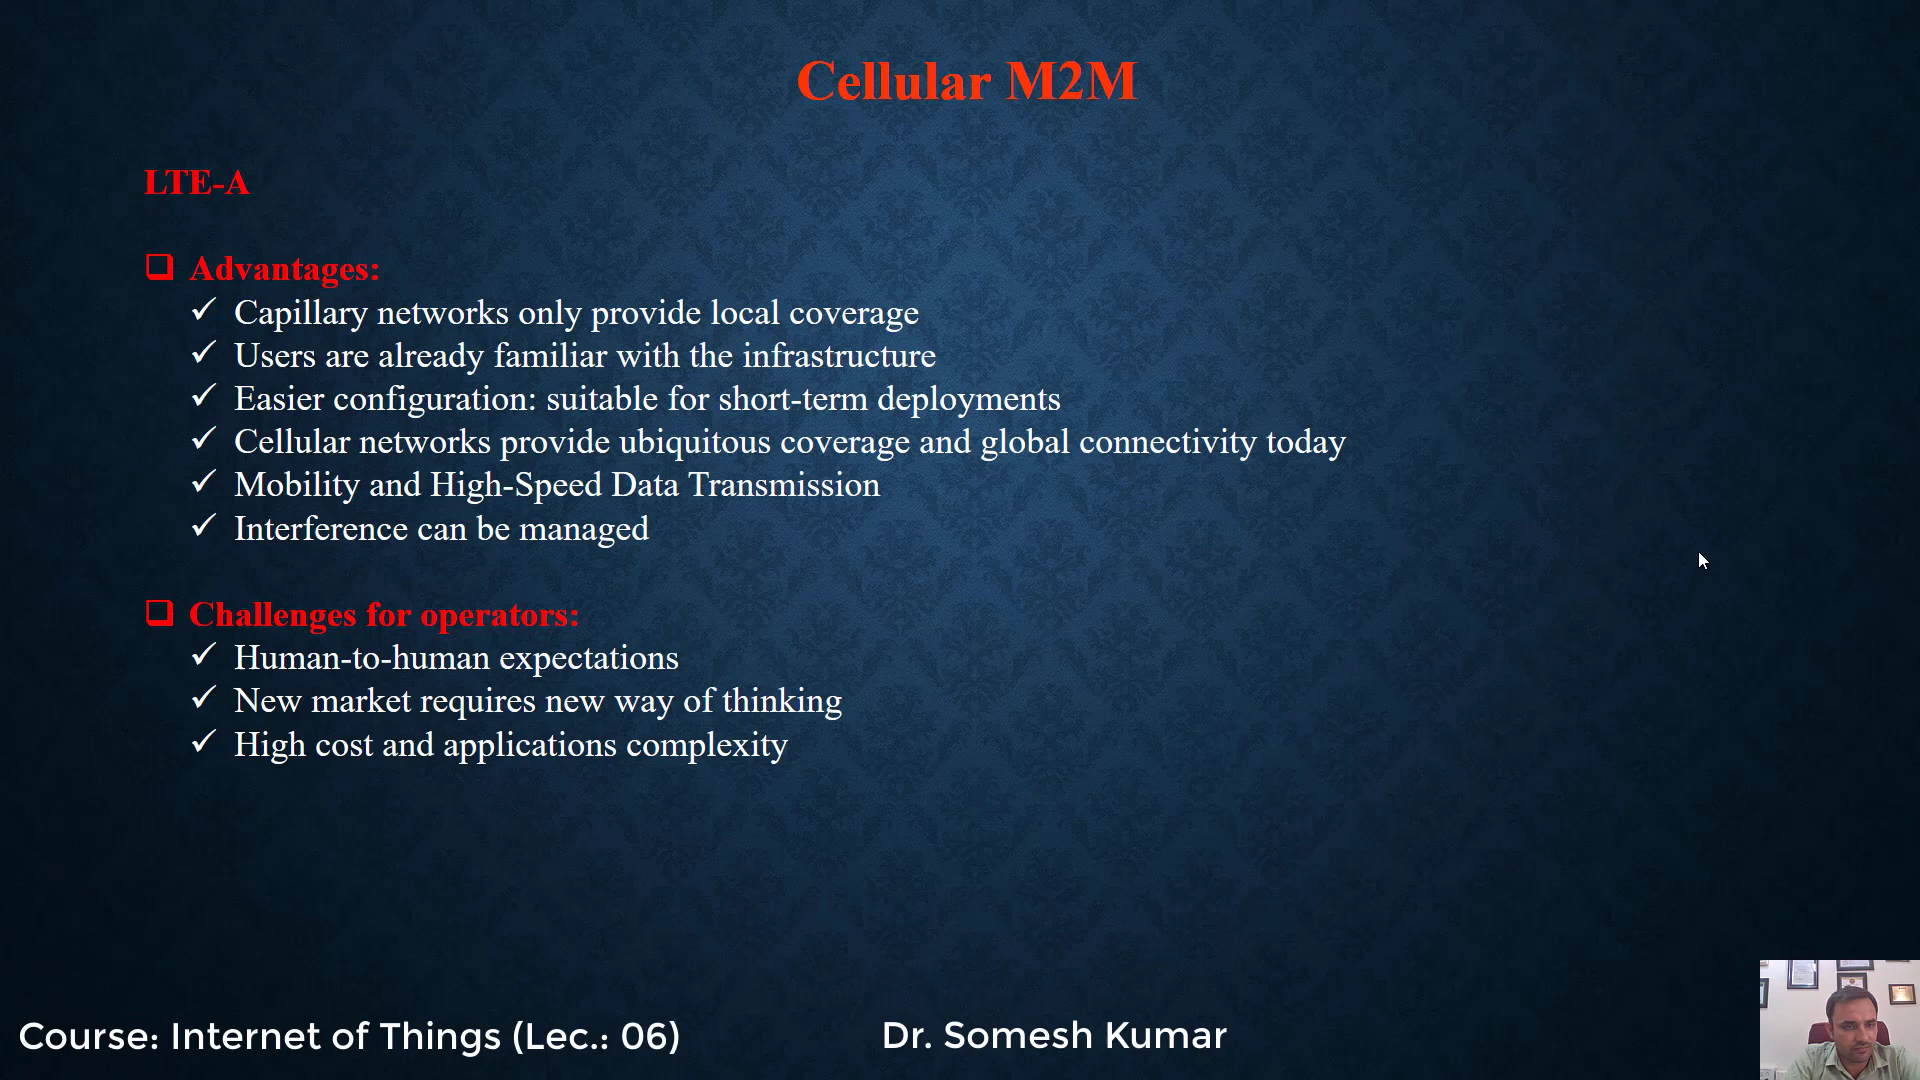 Cellular M2M
LTE-A
Advantages:
Capillary networks only provide local coverage
Users are already familiar with the infrastructure
Easier configuration: suitable for short-term deployments
Cellular networks provide ubiquitous coverage and global connectivity today
Mobility and High-Speed Data Transmission
Interference can be managed
Challenges for operators:
Human-to-human expectations
New market requires new way of thinking
High cost and applications complexity
Course: Internet of Things (Lec.: 06)
Dr. Somesh Kumar